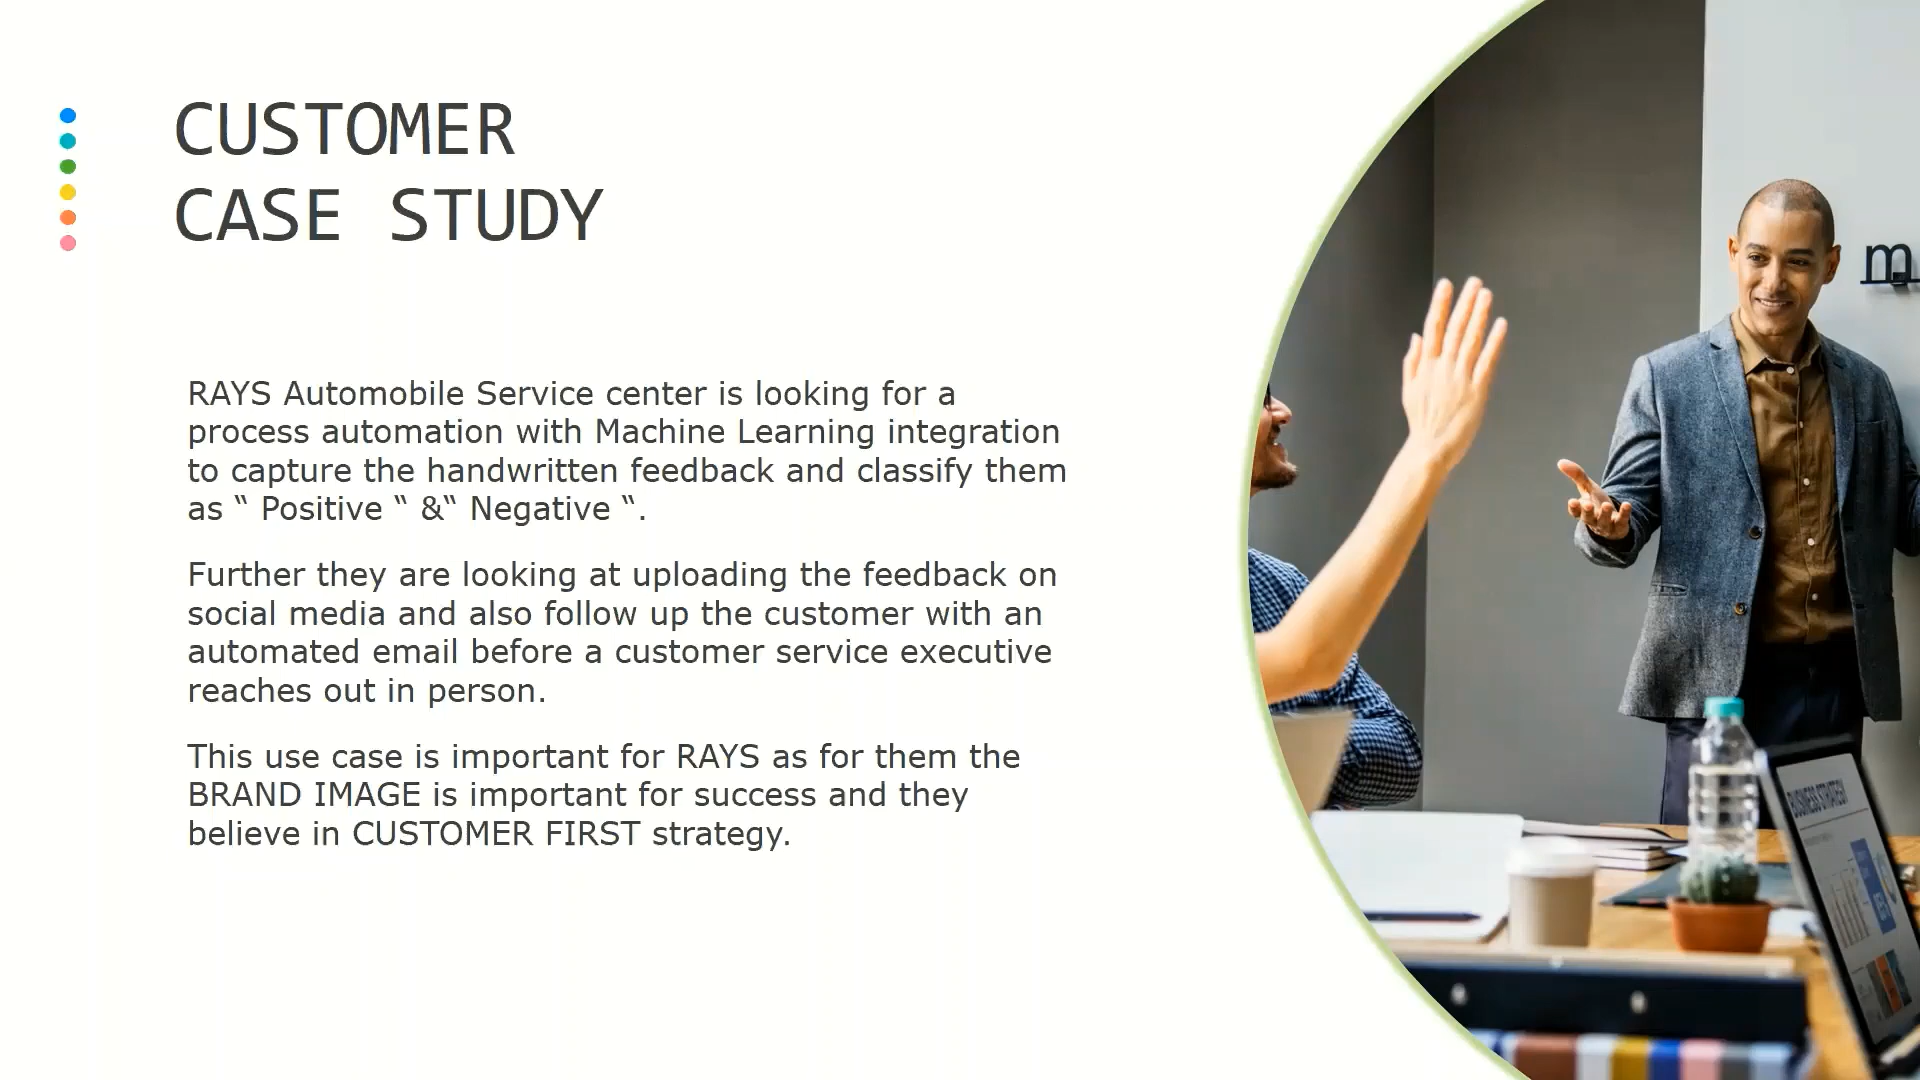 CUSTOMER
CASE STUDY
RAYS Automobile Service center is looking for a
process automation with Machine Learning integration
to capture the handwritten feedback and classify them
as “ Positive “ &“ Negative “.
Further they are looking at uploading the feedback on
social media and also follow up the customer with an
automated email before a customer service executive
reaches out in person.
This use case is important for RAYS as for them the
BRAND IMAGE is important for success and they
believe in CUSTOMER FIRST strategy.
m
BUSINESS STRATEGY